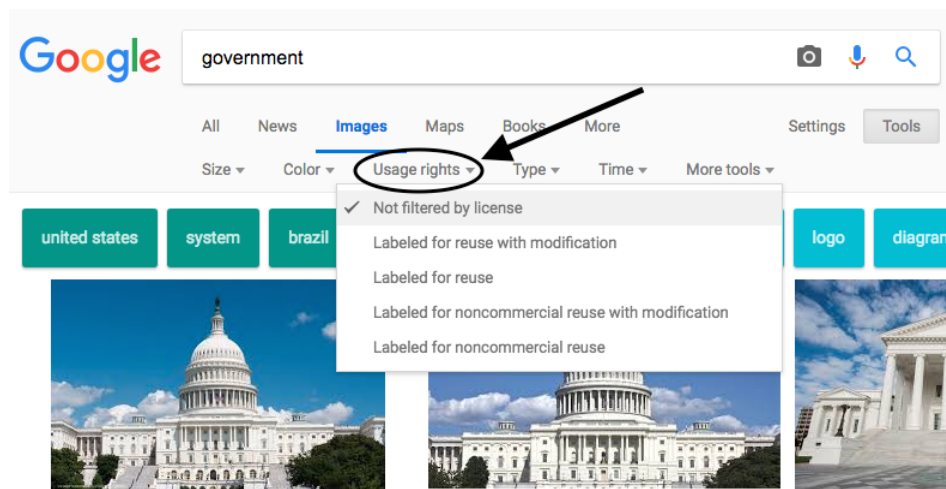 Google
government
All News Images Maps Books More Settings Tools
Size Color Usage rights Type Time More tools
Not filtered by license
Labeled for reuse with modification
Labeled for reuse
Labeled for noncommercial reuse with modification
Labeled for noncommercial reuse
united states system brazil logo